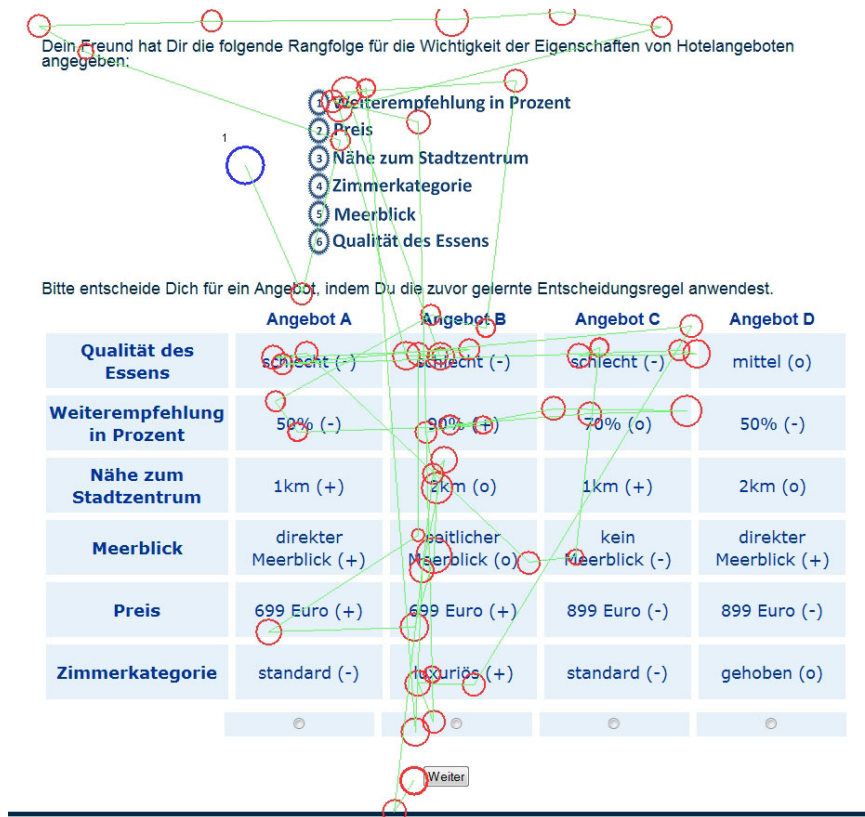 Dein Freund hat Dir die folgende Rangfolge für die Wichtigkeit der Eigenschaften von Hotelangeboten
angegeben:
1 Weiterempfehlung in Prozent
2 Preis
1
3 Nähe zum Stadtzentrum
4 Zimmerkategorie
5 Meerblick
6 Qualität des Essens
Bitte entscheide Dich für ein Angebot, indem Du die zuvor gelernte Entscheidungsregel anwendest.
Angebot A Angebot B Angebot C Angebot D
Qualität des Essens schlecht (-) schlecht (-) schlecht (-) mittel (o)
Weiterempfehlung in Prozent 50% (-) 90% (+) 70% (o) 50% (-)
Nähe zum Stadtzentrum 1km (+) 2km (o) 1km (+) 2km (o)
Meerblick direkter Meerblick (+) seitlicher Meerblick (o) kein Meerblick (-) direkter Meerblick (+)
Preis 699 Euro (+) 699 Euro (+) 899 Euro (-) 899 Euro (-)
Zimmerkategorie standard (-) luxuriös (+) standard (-) gehoben (o)
Weiter